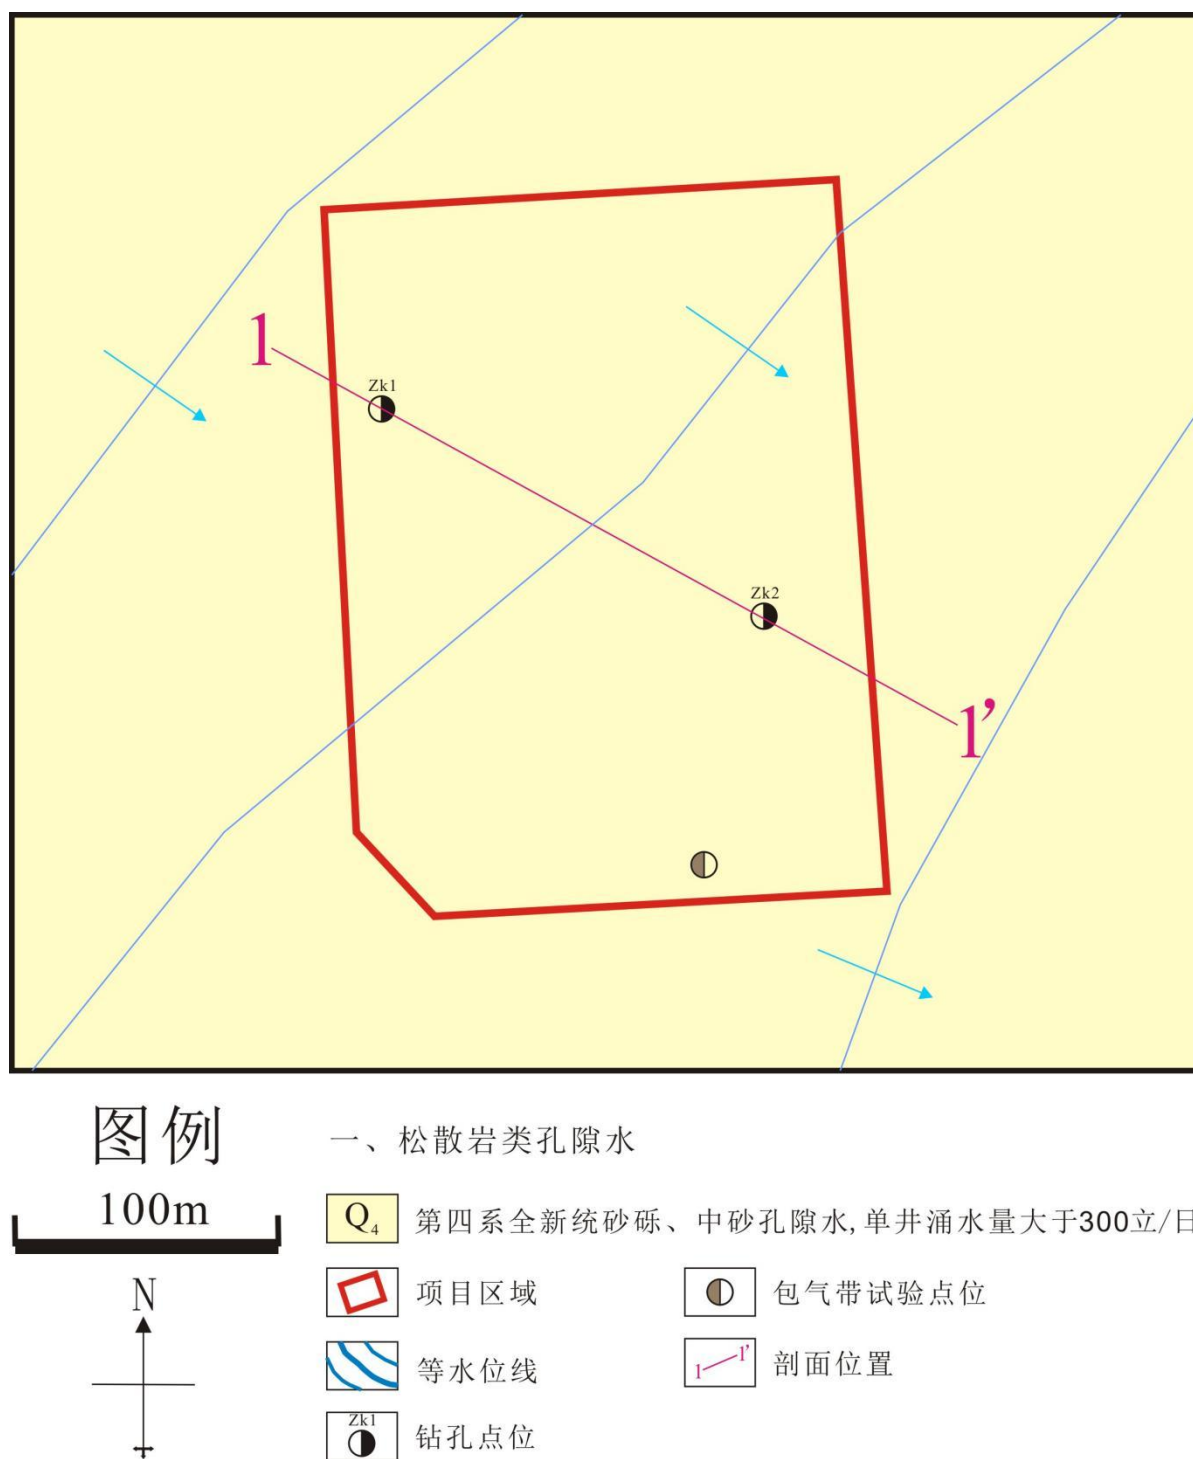 1
Zk1
Zk2
1’
图例
一、松散岩类孔隙水
100m
Q4
第四系全新统砂砾、中砂孔隙水,单井涌水量大于300立/日
N
项目区域
包气带试验点位
等水位线
1 1’
剖面位置
Zk1
钻孔点位